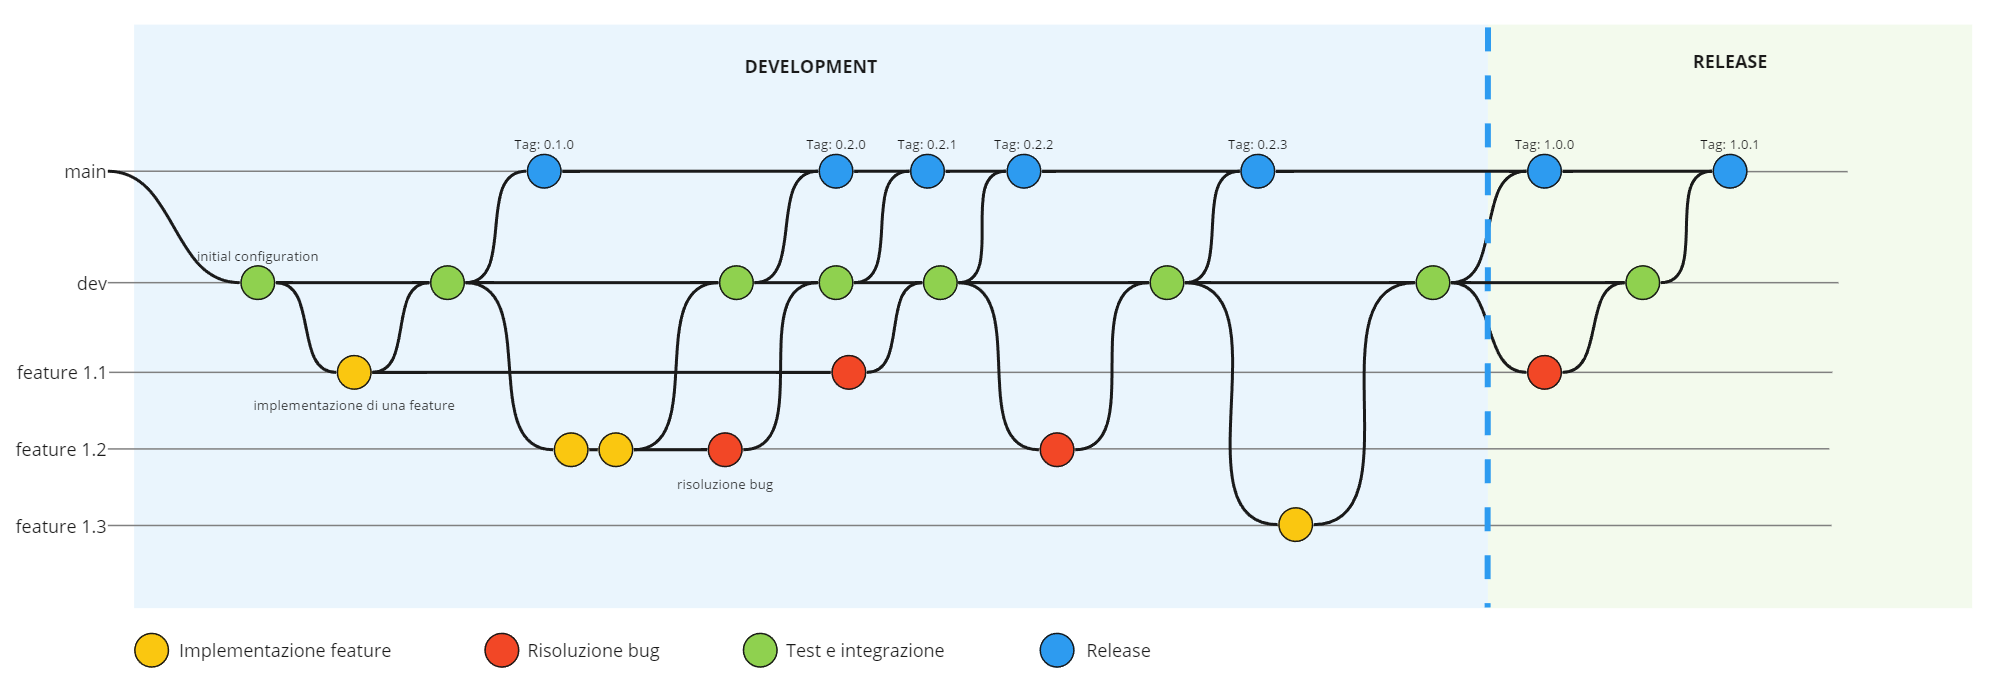 DEVELOPMENT
RELEASE
Tag: 0.1.0
Tag: 0.2.0
Tag: 0.2.1
Tag: 0.2.2
Tag: 0.2.3
Tag: 1.0.0
Tag: 1.0.1
main
initial configuration
dev
feature 1.1
implementazione di una feature
feature 1.2
risoluzione bug
feature 1.3
Implementazione feature
Risoluzione bug
Test e integrazione
Release